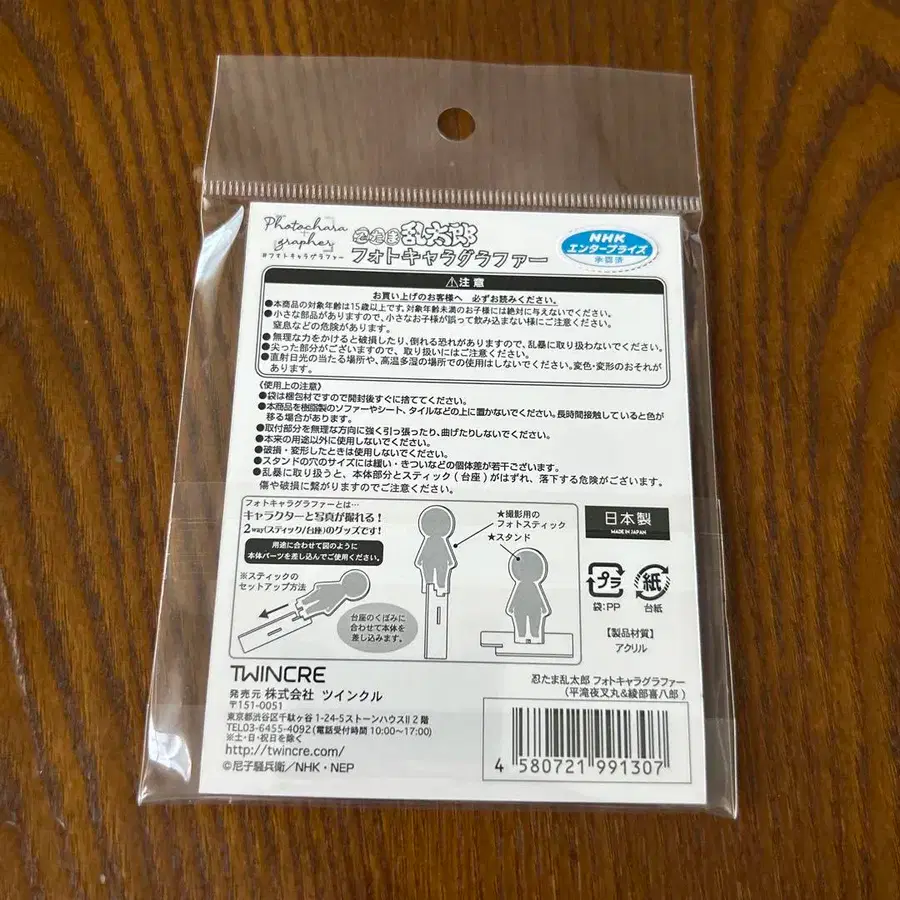 Photochara
+
grapher
#フォトキャラグラファー
忍たま乱太郎
フォトキャラグラファー
NHK
エンタープライズ
承認済
⚠注意
お買い上げのお客様へ 必ずお読みください。
●本商品の対象年齢は15歳以上です。対象年齢未満のお子様には絶対に与えないでください。
●小さな部品がありますので、小さなお子様が誤って飲み込まない様にご注意ください。
窒息などの危険があります。
●無理な力をかけると破損したり、倒れる恐れがありますので、乱暴に取り扱わないでください。
●尖った部分がございますので、取り扱いにはご注意ください。
●直射日光の当たる場所や、高温多湿の場所での使用はしないでください。変色・変形のおそれが
あります。
〈使用上の注意〉
●袋は梱包材ですので開封後すぐに捨ててください。
●本商品を樹脂製のソファーやシート、タイルなどの上に置かないでください。長時間接触していると色が
移る場合があります。
●取付部分を無理な方向に強く引っ張ったり、曲げたりしないでください。
●本来の用途以外に使用しないでください。
●破損・変形したときは使用しないでください。
●スタンドの穴のサイズには緩い・きついなどの個体差が若干ございます。
●乱暴に取り扱うと、本体部分とスティック(台座)がはずれ、落下する危険がございます。
傷や破損に繋がりますのでご注意ください。
フォトキャラグラファーとは…
キャラクターと写真が撮れる!
2way(スティック/台座)のグッズです!
用途に合わせて図のように
本体パーツを差し込んでご使用ください。
※スティックの
セットアップ方法
台座のくぼみに
合わせて本体を
差し込みます。
★撮影用の
フォトスティック
★スタンド
日本製
MADE IN JAPAN
プラ
袋:PP
紙
台紙
【製品材質】
アクリル
TWINCRE
発売元 株式会社 ツインクル
〒151-0051
東京都渋谷区千駄ヶ谷1-24-5ストーンハウスII 2階
TEL03-6455-4092(電話受付時間 10:00〜17:00)
※土・日・祝日を除く
http://twincre.com/
©尼子騒兵衛/NHK・NEP
忍たま乱太郎 フォトキャラグラファー
(平滝夜叉丸&綾部喜八郎)
4 580721 991307